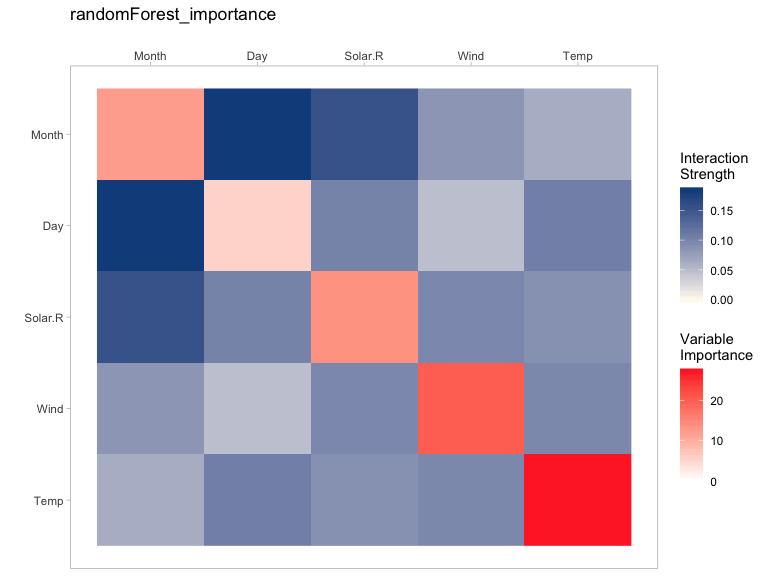 randomForest_importance
Month Day Solar.R Wind Temp
Month
Day
Solar.R
Wind
Temp
Interaction
Strength
0.15
0.10
0.05
0.00
Variable
Importance
20
10
0